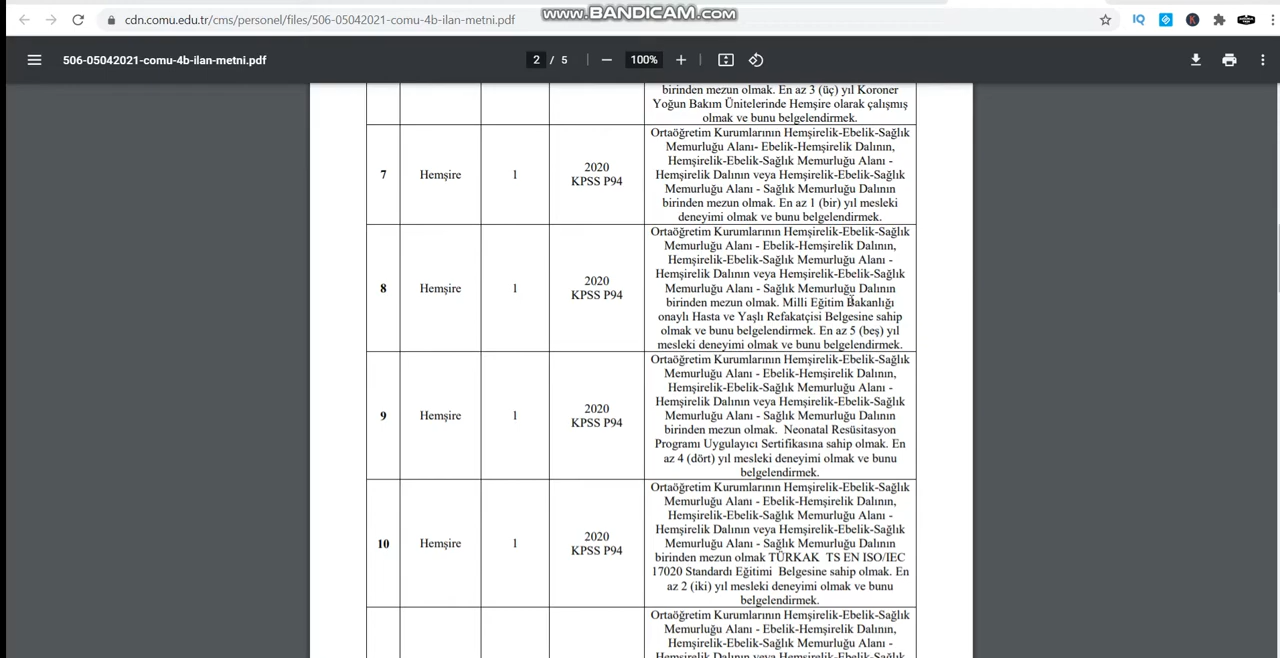 www.BANDICAM.com
cdn.comu.edu.tr/cms/personel/files/506-05042021-comu-4b-ilan-metni.pdf
IQ
K
506-05042021-comu-4b-ilan-metni.pdf
2 / 5
100%
birinden mezun olmak. En az 3 (üç) yıl Koroner
Yoğun Bakım Ünitelerinde Hemşire olarak çalışmış
olmak ve bunu belgelendirmek.
7
Hemşire
1
2020
KPSS P94
Ortaöğretim Kurumlarının Hemşirelik-Ebelik-Sağlık
Memurluğu Alanı- Ebelik-Hemşirelik Dalının,
Hemşirelik-Ebelik-Sağlık Memurluğu Alanı -
Hemşirelik Dalının veya Hemşirelik-Ebelik-Sağlık
Memurluğu Alanı - Sağlık Memurluğu Dalının
birinden mezun olmak. En az 1 (bir) yıl mesleki
deneyimi olmak ve bunu belgelendirmek.
8
Hemşire
1
2020
KPSS P94
Ortaöğretim Kurumlarının Hemşirelik-Ebelik-Sağlık
Memurluğu Alanı - Ebelik-Hemşirelik Dalının,
Hemşirelik-Ebelik-Sağlık Memurluğu Alanı -
Hemşirelik Dalının veya Hemşirelik-Ebelik-Sağlık
Memurluğu Alanı - Sağlık Memurluğu Dalının
birinden mezun olmak. Milli Eğitim Bakanlığı
onaylı Hasta ve Yaşlı Refakatçisi Belgesine sahip
olmak ve bunu belgelendirmek. En az 5 (beş) yıl
mesleki deneyimi olmak ve bunu belgelendirmek.
9
Hemşire
1
2020
KPSS P94
Ortaöğretim Kurumlarının Hemşirelik-Ebelik-Sağlık
Memurluğu Alanı - Ebelik-Hemşirelik Dalının,
Hemşirelik-Ebelik-Sağlık Memurluğu Alanı -
Hemşirelik Dalının veya Hemşirelik-Ebelik-Sağlık
Memurluğu Alanı - Sağlık Memurluğu Dalının
birinden mezun olmak. Neonatal Resüsitasyon
Programı Uygulayıcı Sertifikasına sahip olmak. En
az 4 (dört) yıl mesleki deneyimi olmak ve bunu
belgelendirmek.
10
Hemşire
1
2020
KPSS P94
Ortaöğretim Kurumlarının Hemşirelik-Ebelik-Sağlık
Memurluğu Alanı - Ebelik-Hemşirelik Dalının,
Hemşirelik-Ebelik-Sağlık Memurluğu Alanı -
Hemşirelik Dalının veya Hemşirelik-Ebelik-Sağlık
Memurluğu Alanı - Sağlık Memurluğu Dalının
birinden mezun olmak TÜRKAK TS EN ISO/IEC
17020 Standardı Eğitimi Belgesine sahip olmak. En
az 2 (iki) yıl mesleki deneyimi olmak ve bunu
belgelendirmek.
Ortaöğretim Kurumlarının Hemşirelik-Ebelik-Sağlık
Memurluğu Alanı - Ebelik-Hemşirelik Dalının,
Hemşirelik-Ebelik-Sağlık Memurluğu Alanı -
Hemşirelik Dalının veya Hemşirelik-Ebelik-Sağlık